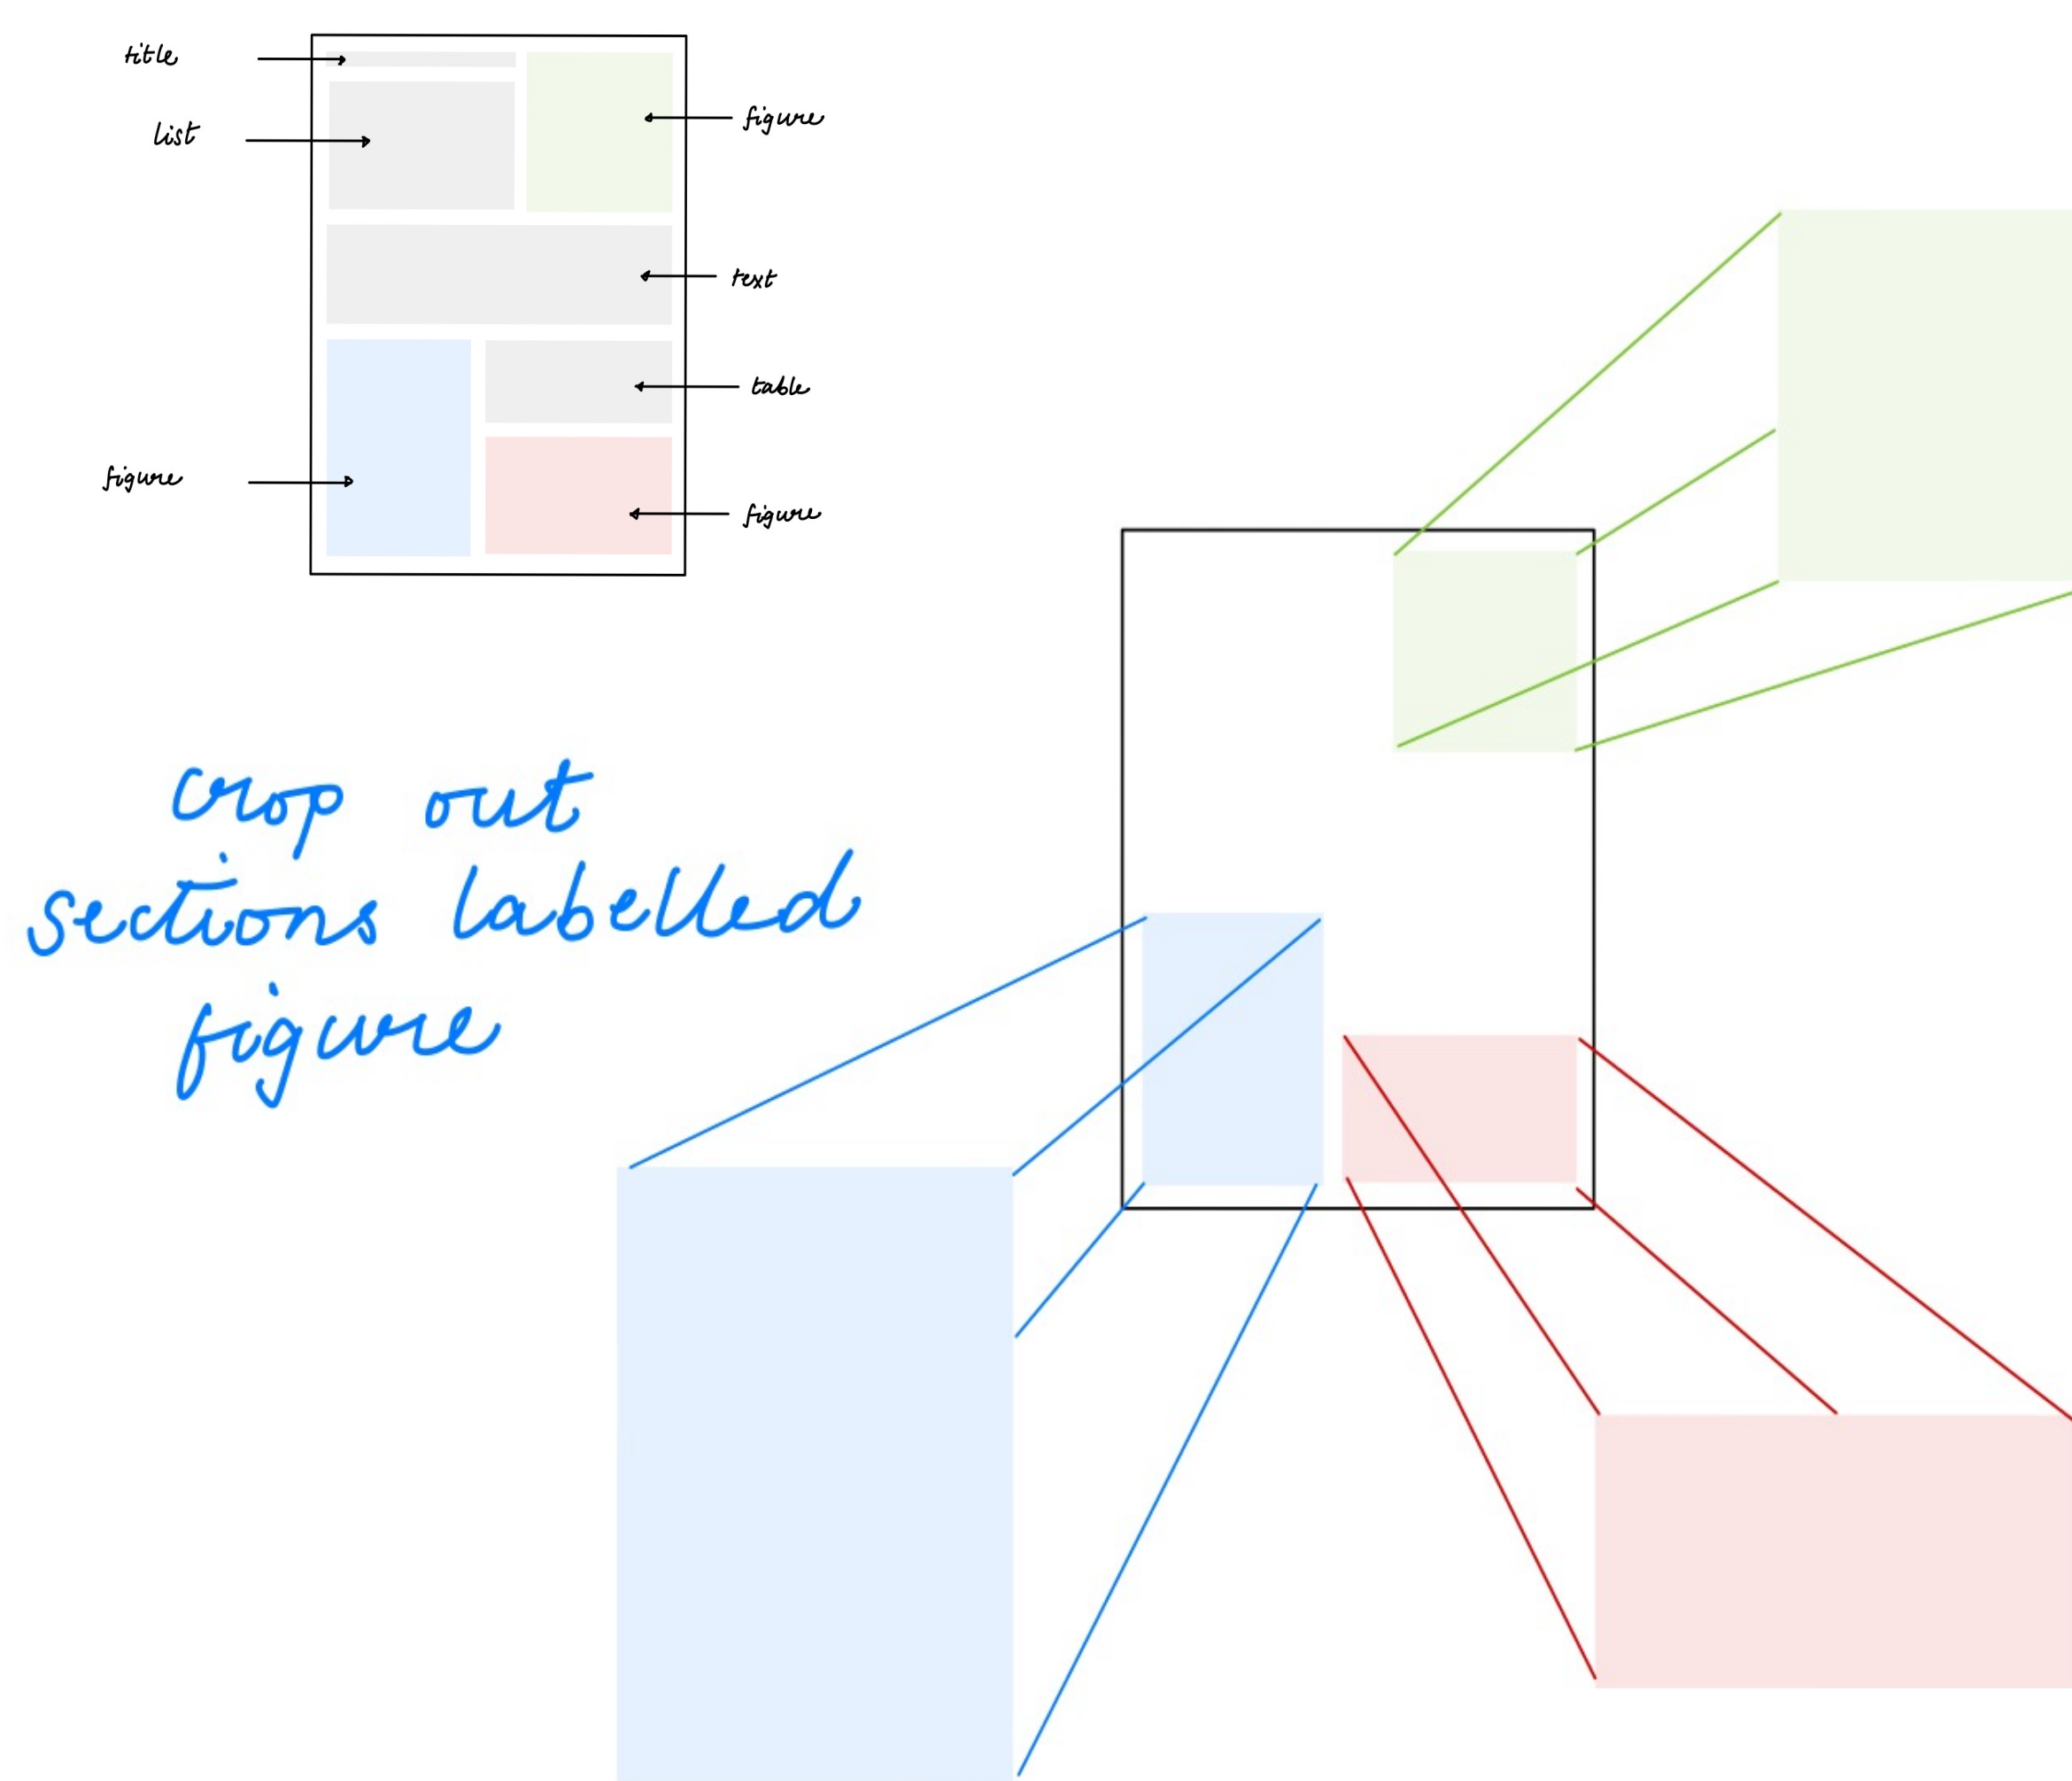 title
list
figure
text
table
figure
figure
crop out
sections labelled
figure